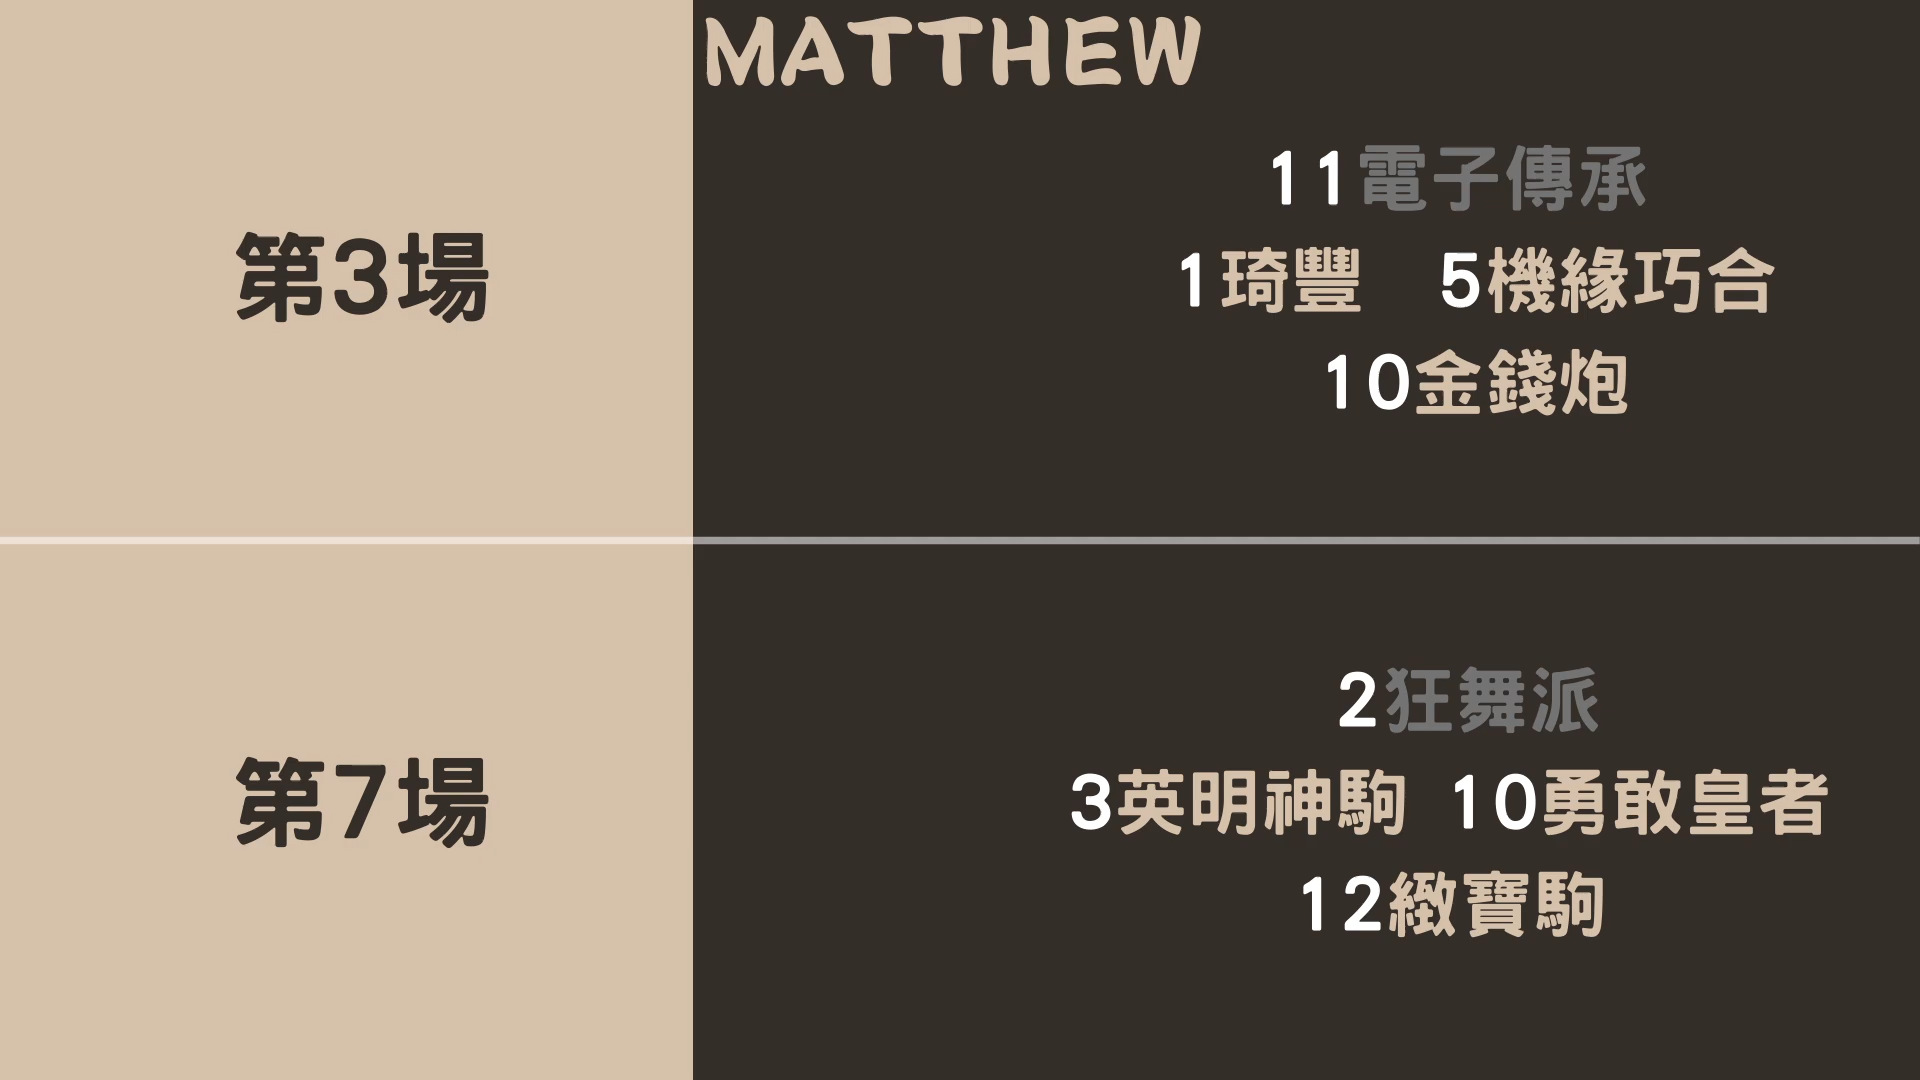 MATTHEW
第3場
11電子傳承
1琦豐 5機緣巧合
10金錢炮
第7場
2狂舞派
3英明神駒 10勇敢皇者
12緻寶駒